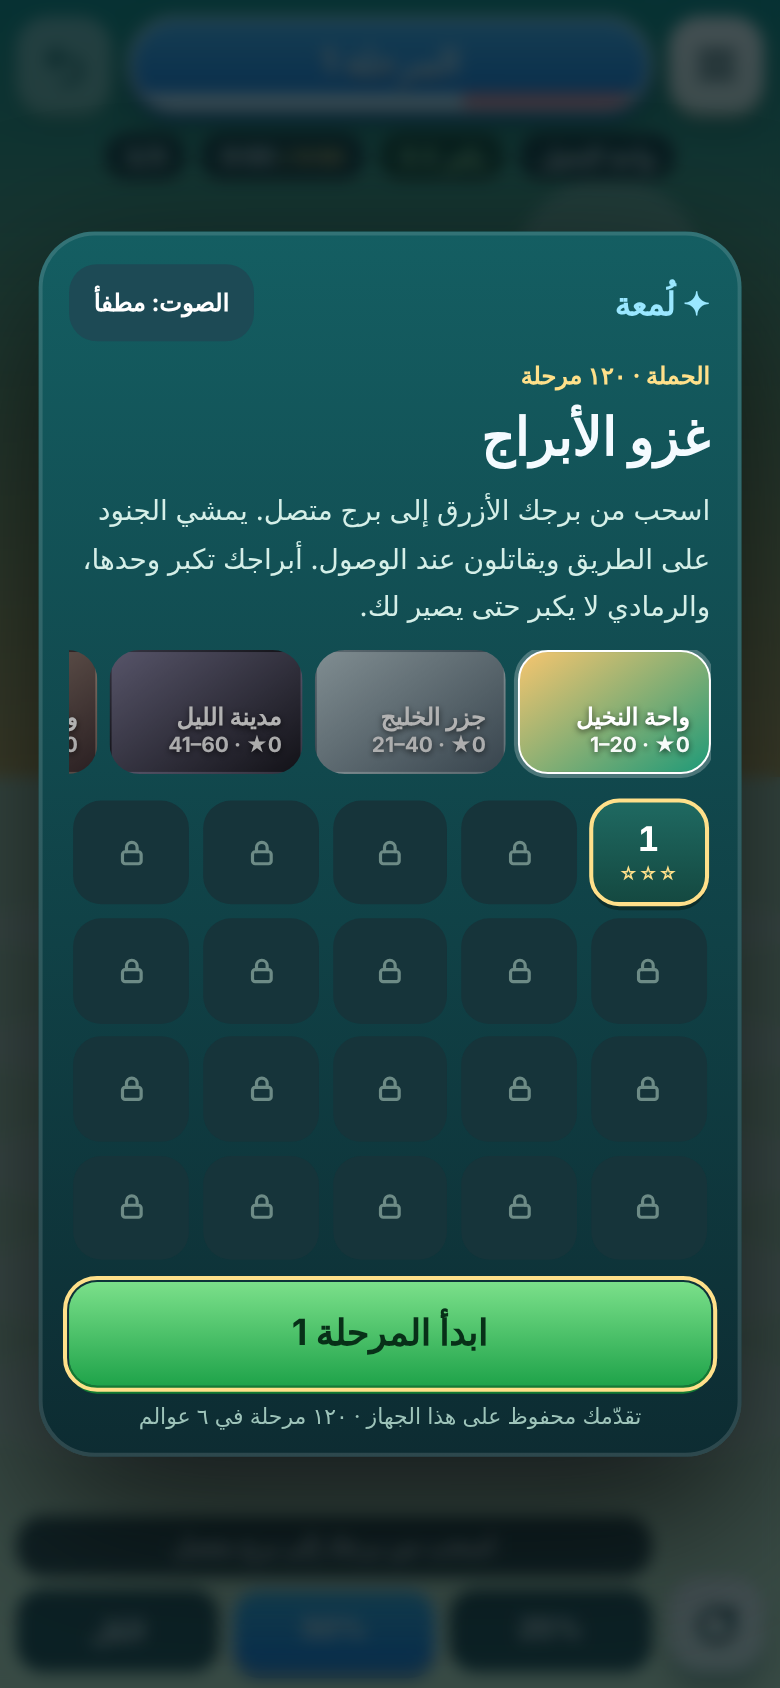 ✦ لُمعة
الصوت: مطفأ
الحملة · ١٢٠ مرحلة
غزو الأبراج
اسحب من برجك الأزرق إلى برج متصل. يمشي الجنود
على الطريق ويقاتلون عند الوصول. أبراجك تكبر وحدها،
والرمادي لا يكبر حتى يصير لك.
واحة النخيل
1–20 · ★0
جزر الخليج
21–40 · ★0
مدينة الليل
41–60 · ★0
1
☆☆☆
ابدأ المرحلة 1
تقدّمك محفوظ على هذا الجهاز · ١٢٠ مرحلة في ٦ عوالم